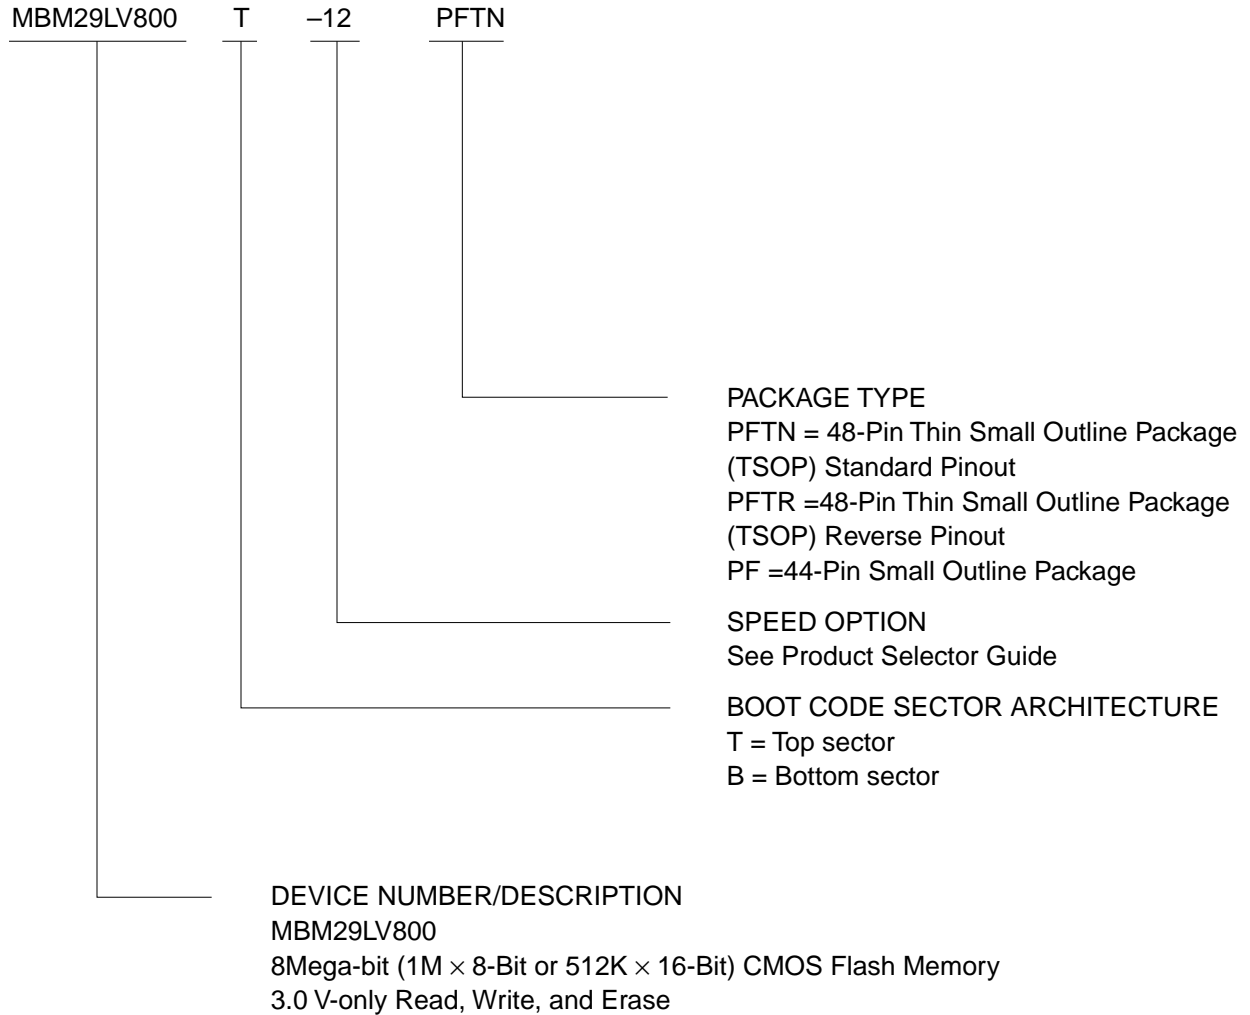 MBM29LV800 T –12 PFTN
PACKAGE TYPE
PFTN = 48-Pin Thin Small Outline Package
(TSOP) Standard Pinout
PFTR =48-Pin Thin Small Outline Package
(TSOP) Reverse Pinout
PF =44-Pin Small Outline Package
SPEED OPTION
See Product Selector Guide
BOOT CODE SECTOR ARCHITECTURE
T = Top sector
B = Bottom sector
DEVICE NUMBER/DESCRIPTION
MBM29LV800
8Mega-bit (1M × 8-Bit or 512K × 16-Bit) CMOS Flash Memory
3.0 V-only Read, Write, and Erase